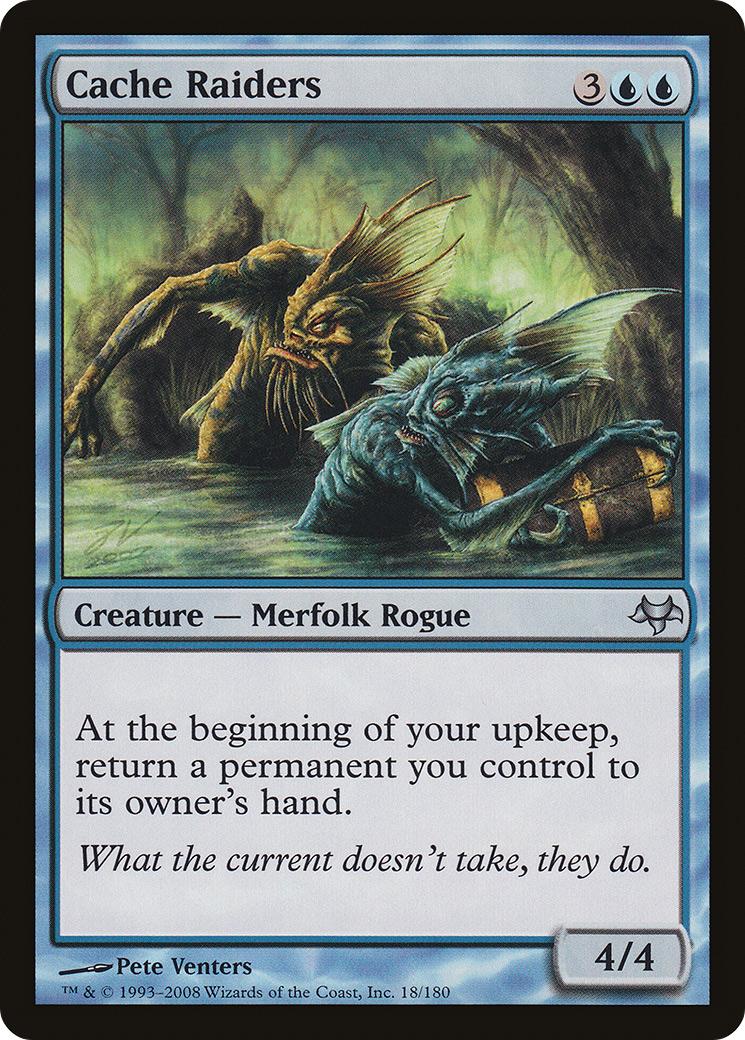 Cache Raiders
3
Creature — Merfolk Rogue
At the beginning of your upkeep,
return a permanent you control to
its owner's hand.
What the current doesn't take, they do.
4/4
Pete Venters
™ & © 1993–2008 Wizards of the Coast, Inc. 18/180